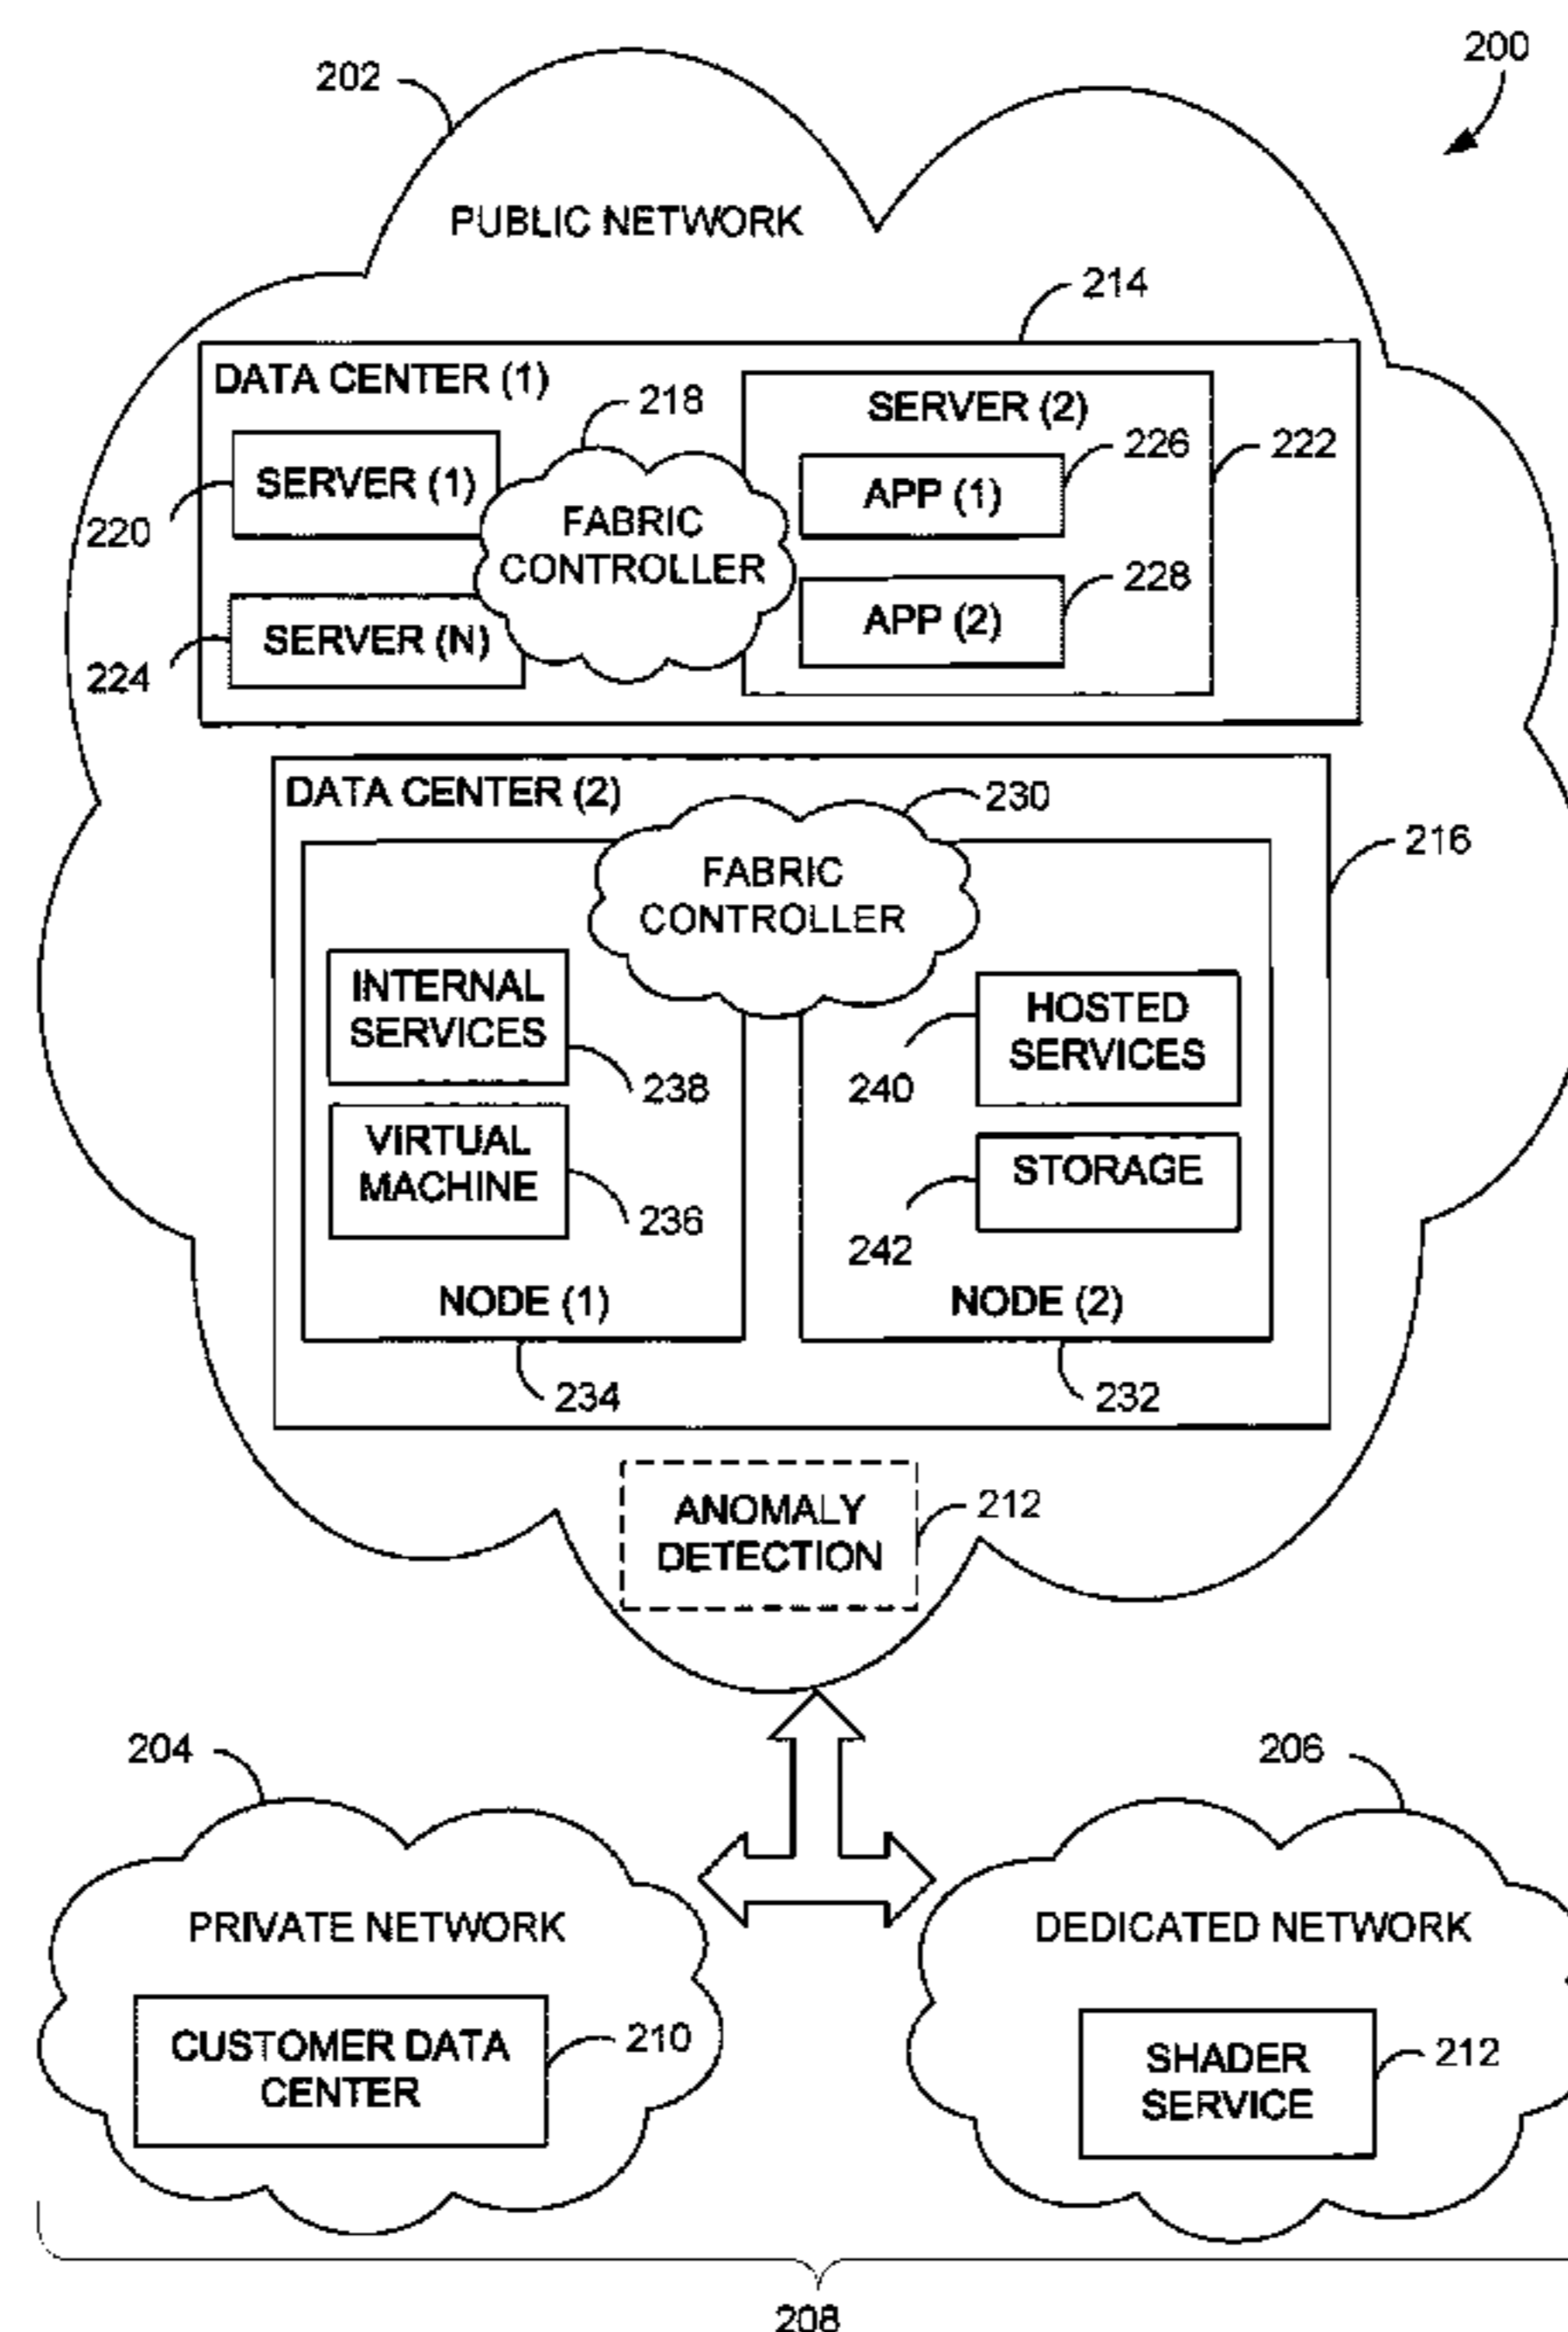 200
202
PUBLIC NETWORK
214
DATA CENTER (1)
218
SERVER (2)
226
222
SERVER (1)
APP (1)
220
FABRIC
CONTROLLER
228
SERVER (N)
APP (2)
224
DATA CENTER (2)
230
216
FABRIC
CONTROLLER
INTERNAL
SERVICES
238
HOSTED
SERVICES
240
VIRTUAL
MACHINE
236
STORAGE
242
NODE (1)
NODE (2)
234
232
ANOMALY
DETECTION
212
204
206
PRIVATE NETWORK
DEDICATED NETWORK
CUSTOMER DATA
CENTER
210
SHADER
SERVICE
212
208